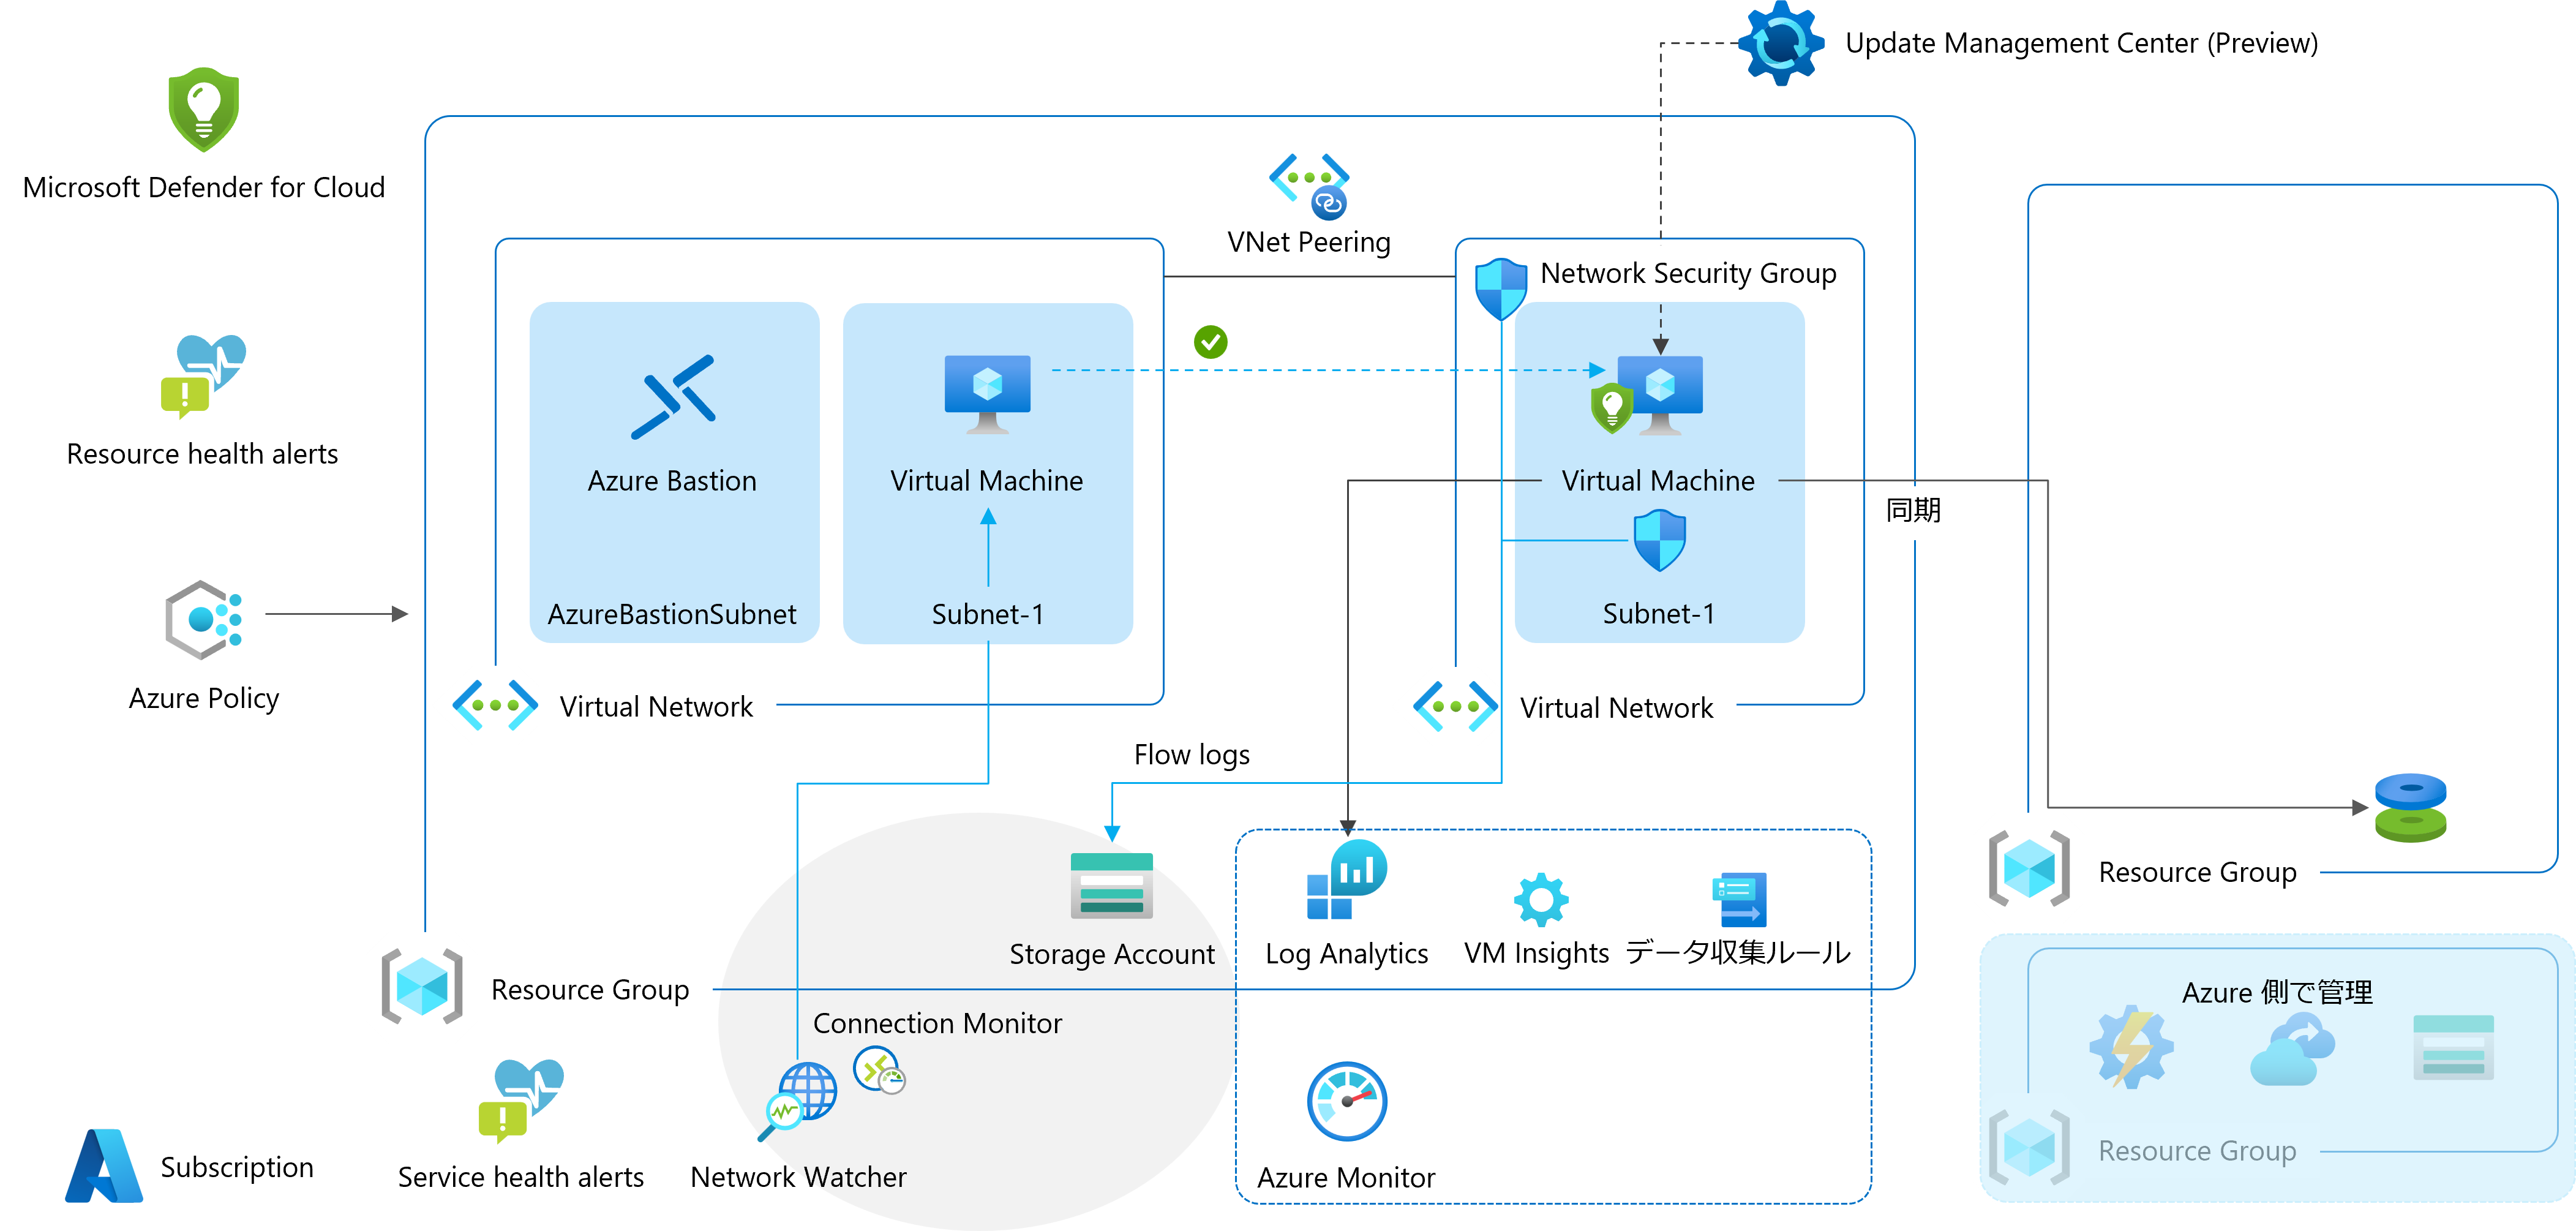 Update Management Center (Preview)
Microsoft Defender for Cloud
VNet Peering
Network Security Group
Resource health alerts
Azure Bastion
Virtual Machine
Virtual Machine
同期
AzureBastionSubnet
Subnet-1
Subnet-1
Azure Policy
Virtual Network
Virtual Network
Flow logs
Resource Group
Storage Account
Log Analytics
VM Insights
データ収集ルール
Resource Group
Azure 側で管理
Connection Monitor
Resource Group
Subscription
Service health alerts
Network Watcher
Azure Monitor